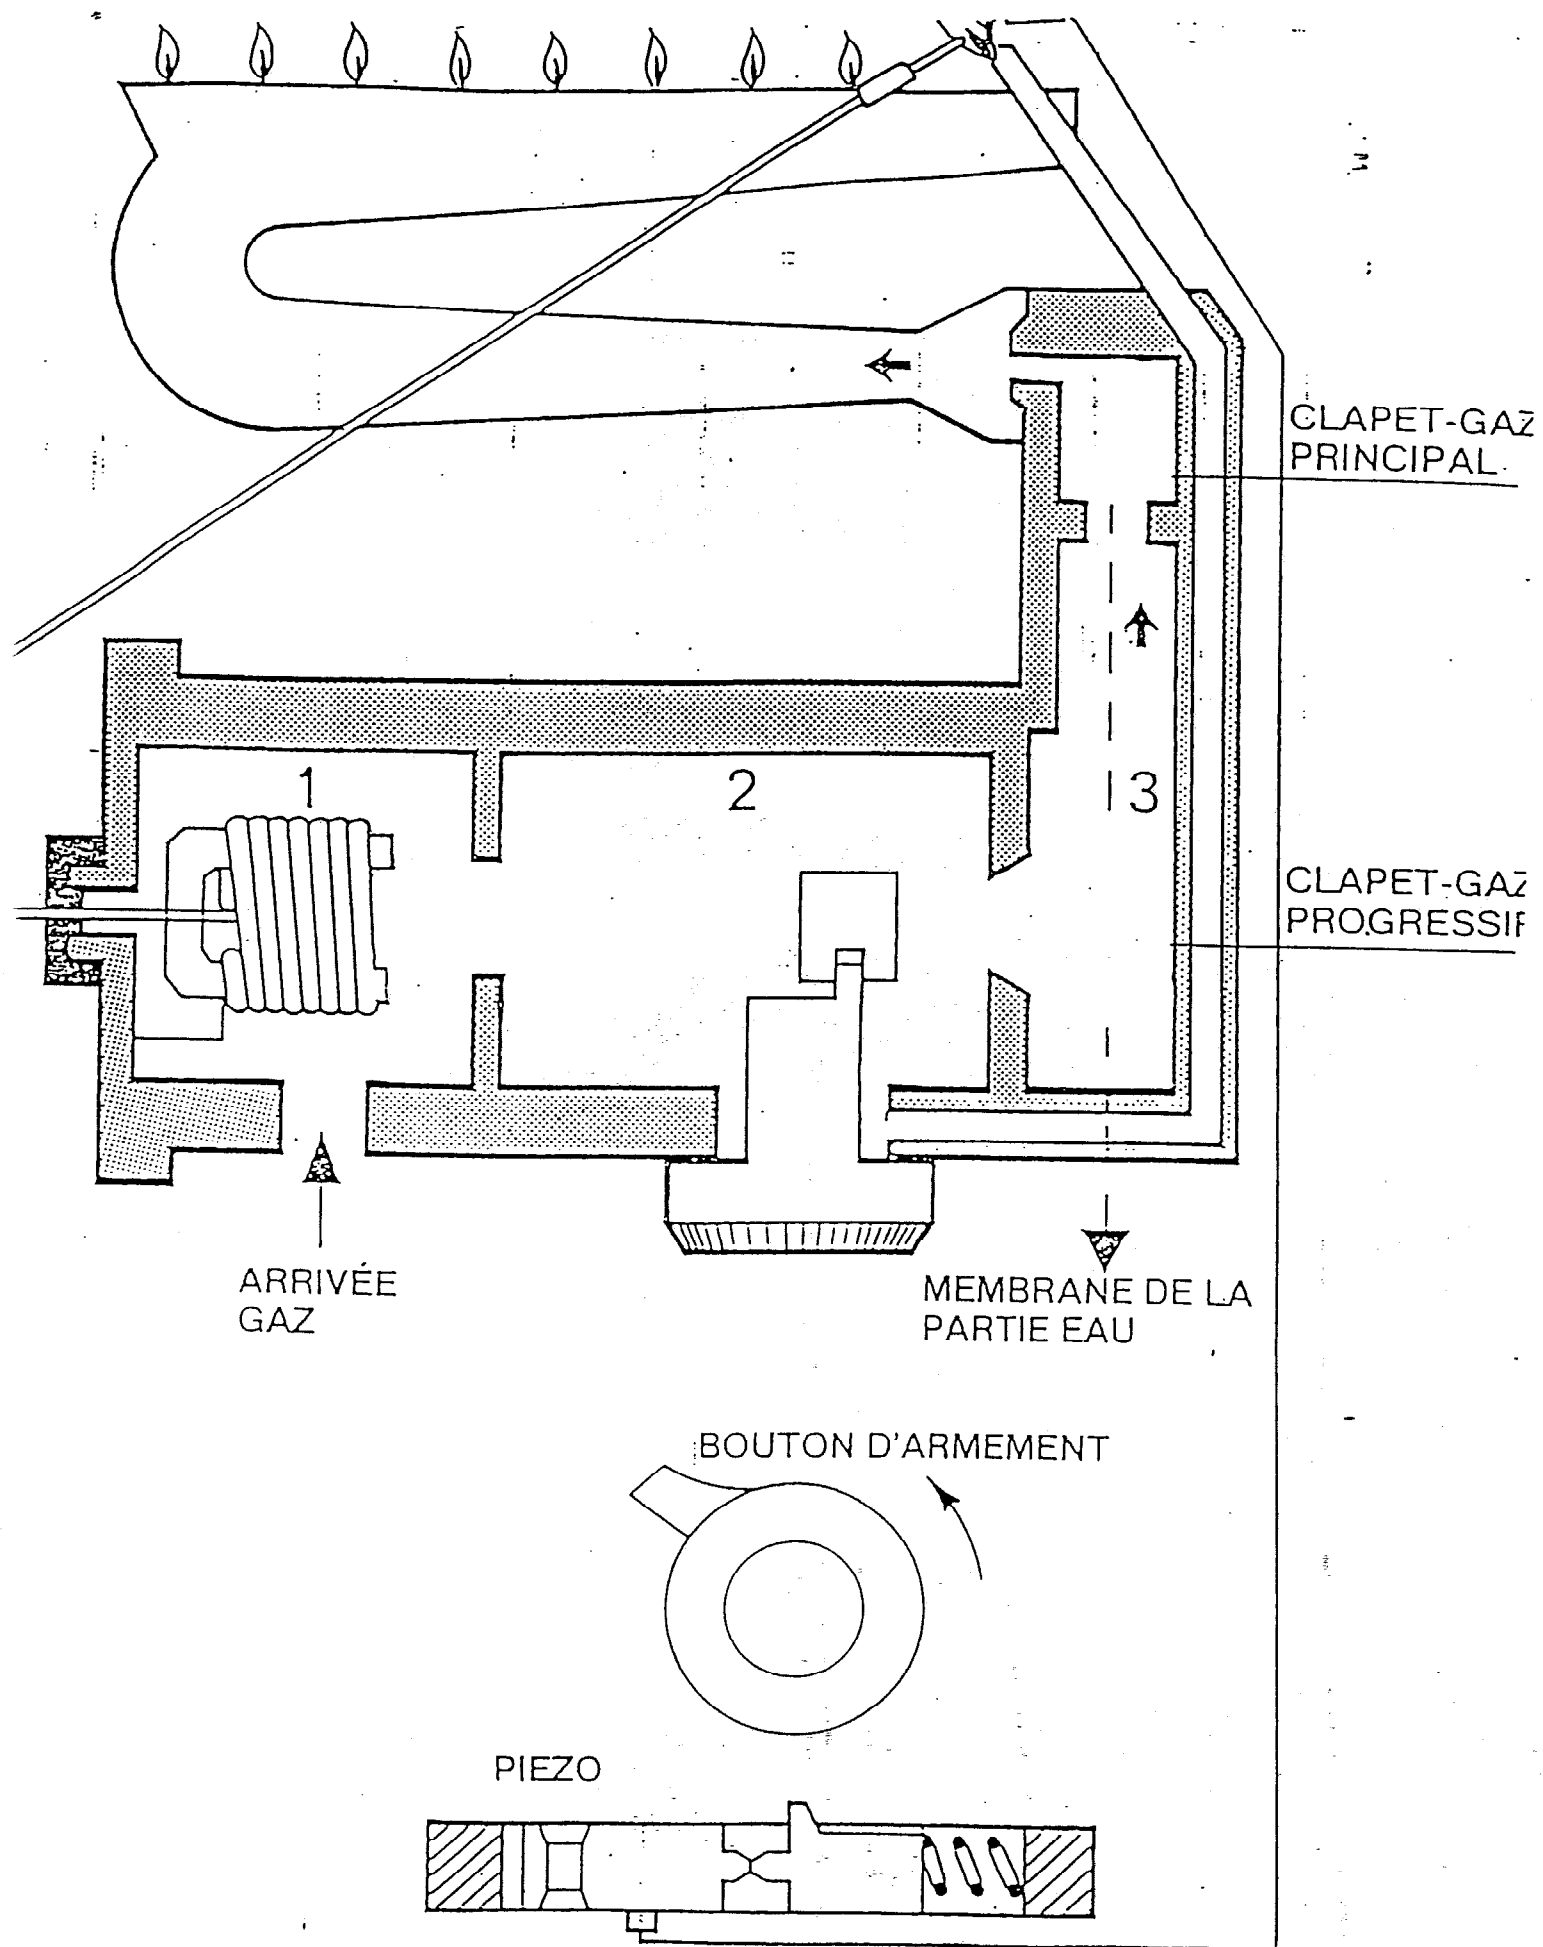 CLAPET-GAZ
PRINCIPAL
1
2
3
CLAPET-GAZ
PROGRESSIF
ARRIVÉE
GAZ
MEMBRANE DE LA
PARTIE EAU
BOUTON D'ARMEMENT
PIEZO